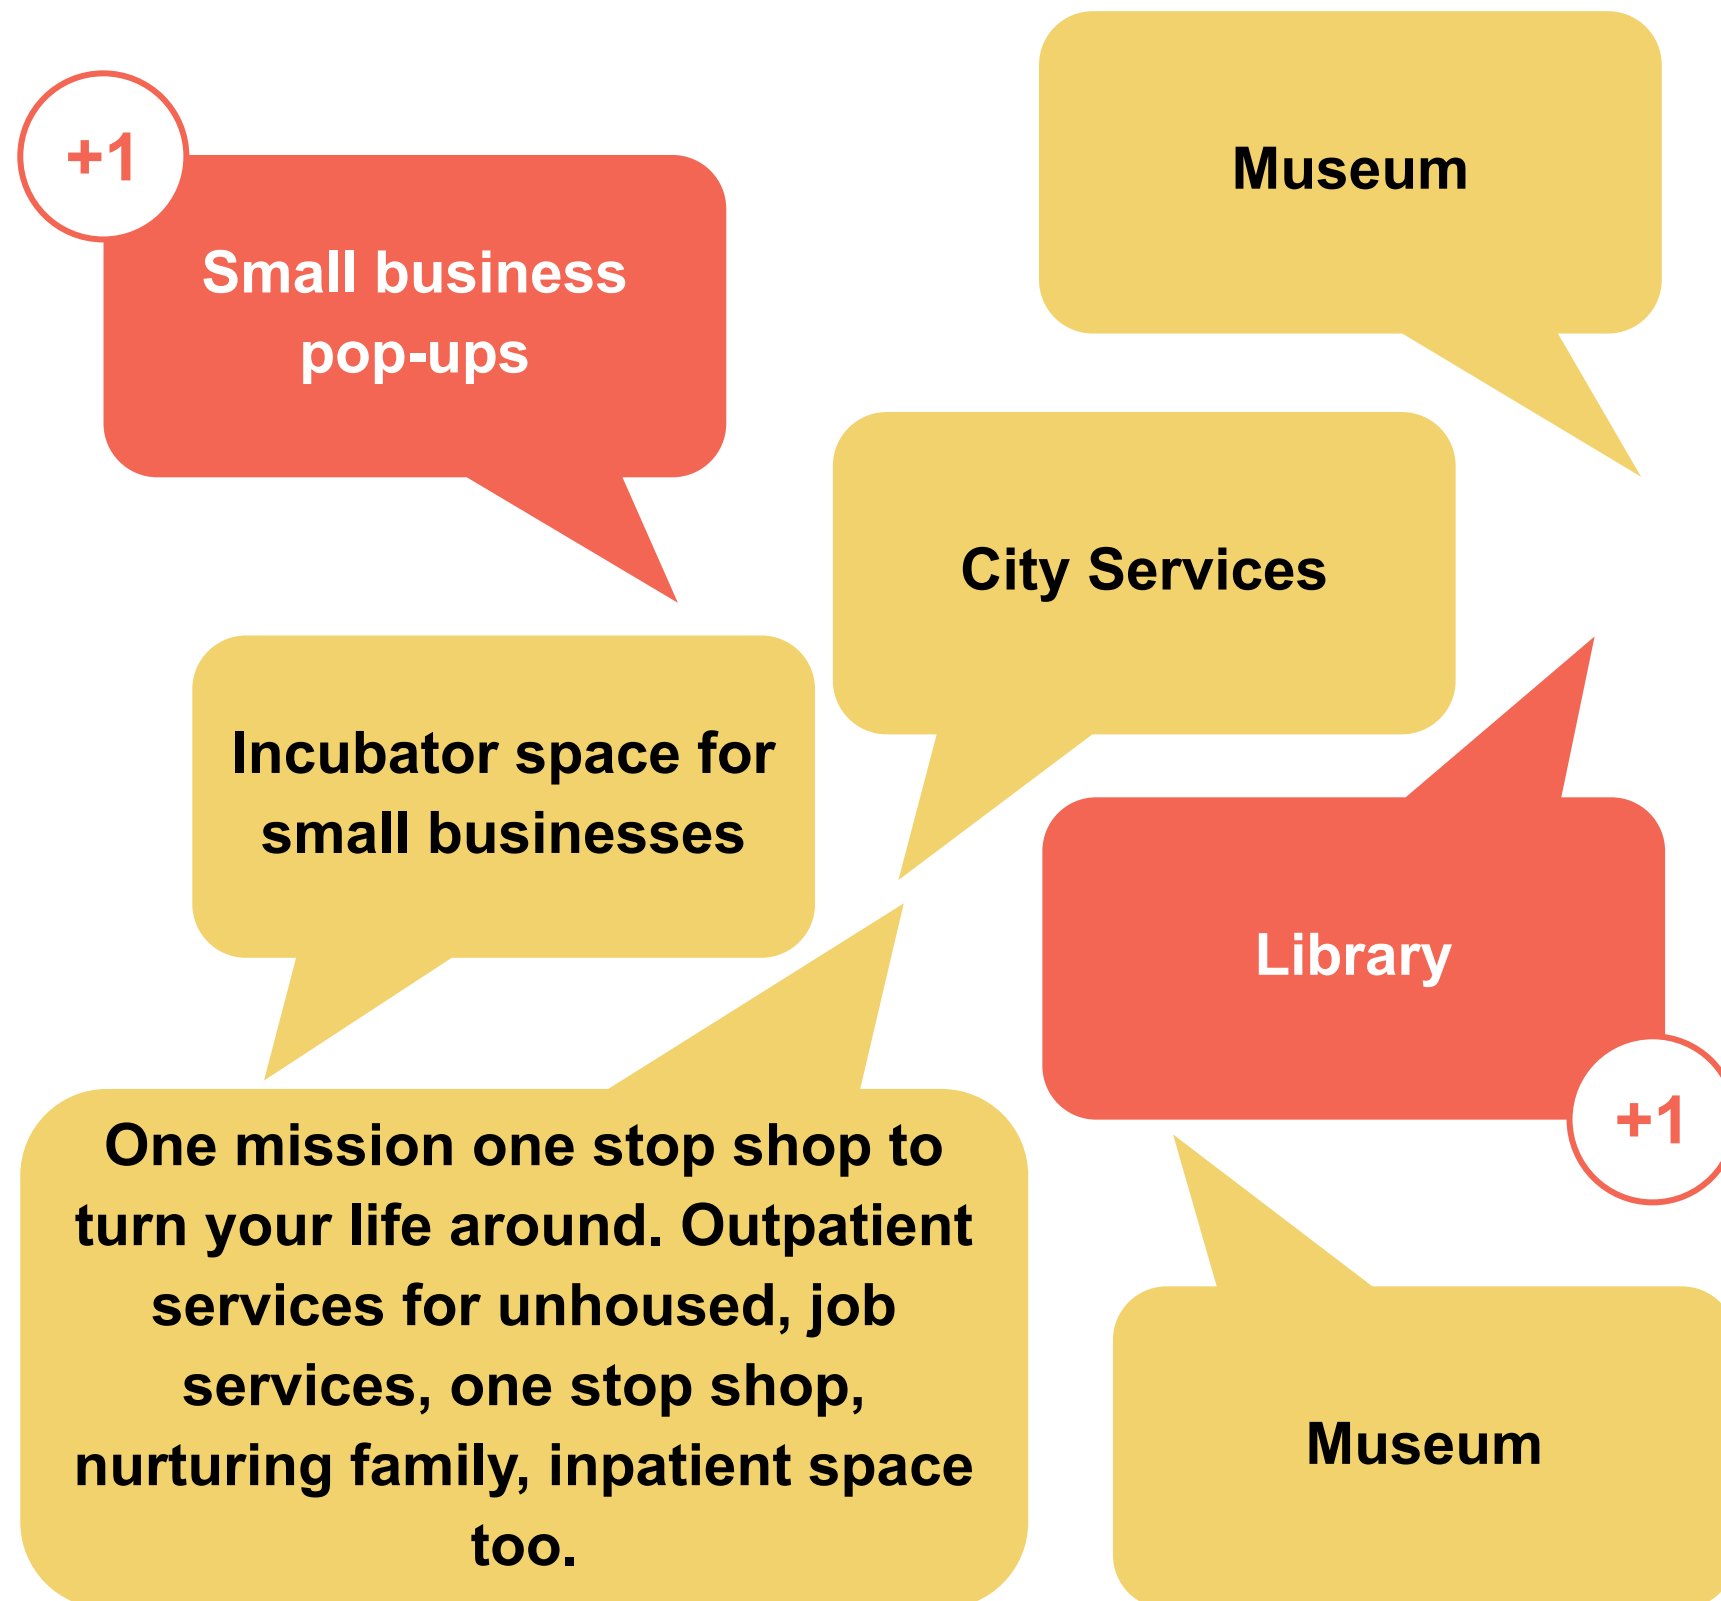 +1
Small business
pop-ups
Museum
City Services
Incubator space for
small businesses
Library
+1
One mission one stop shop to
turn your life around. Outpatient
services for unhoused, job
services, one stop shop,
nurturing family, inpatient space
too.
Museum